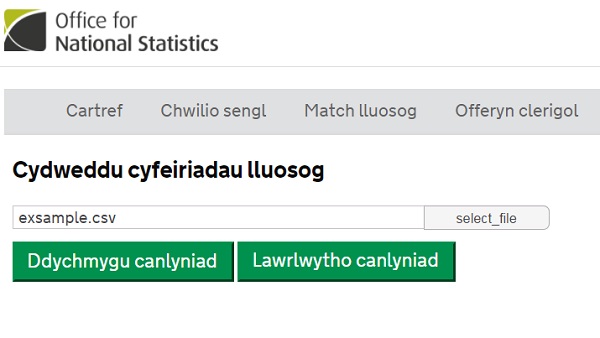 Office for
National Statistics
Cartref Chwilio sengl Match lluosog Offeryn clerigol
Cydweddu cyfeiriadau lluosog
exsample.csv select_file
Ddychmygu canlyniad Lawrlwytho canlyniad